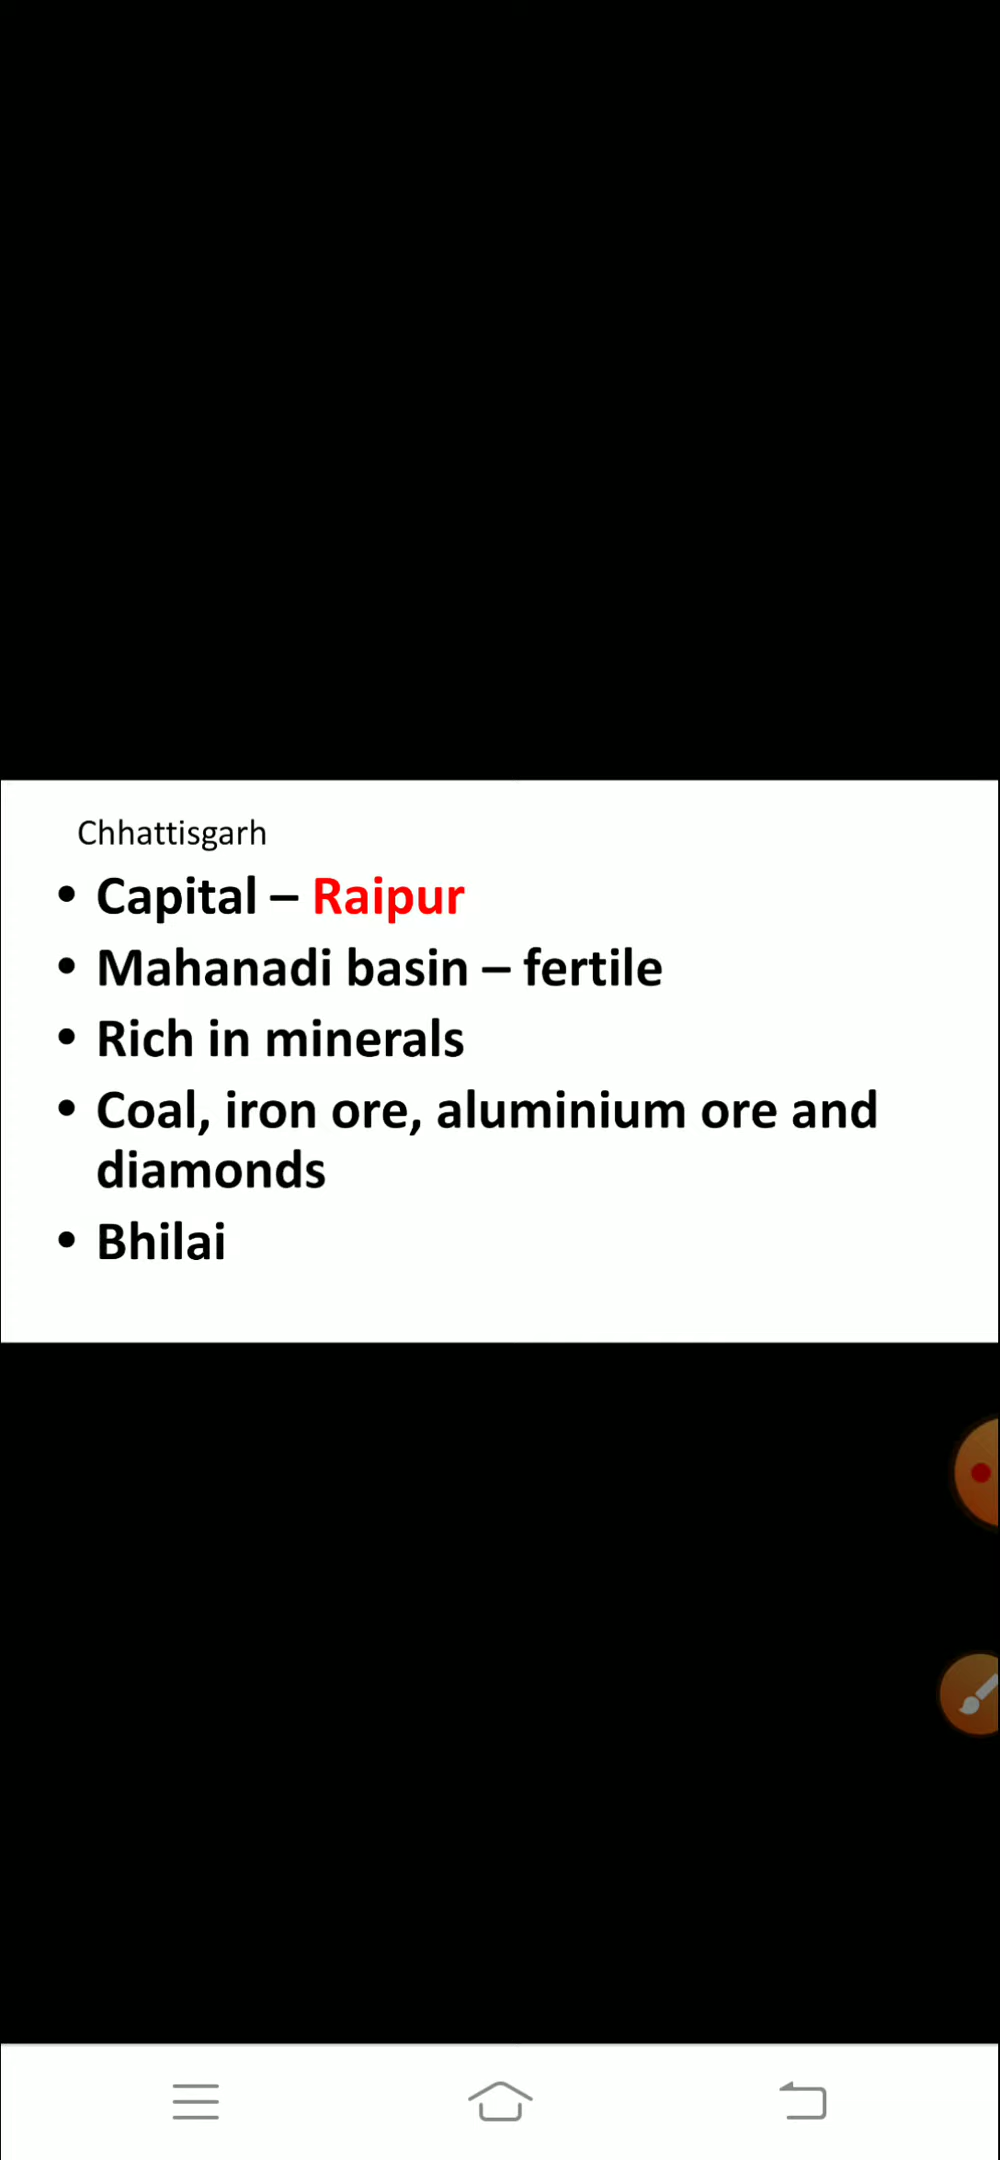 Chhattisgarh
• Capital – Raipur
• Mahanadi basin – fertile
• Rich in minerals
• Coal, iron ore, aluminium ore and
diamonds
• Bhilai